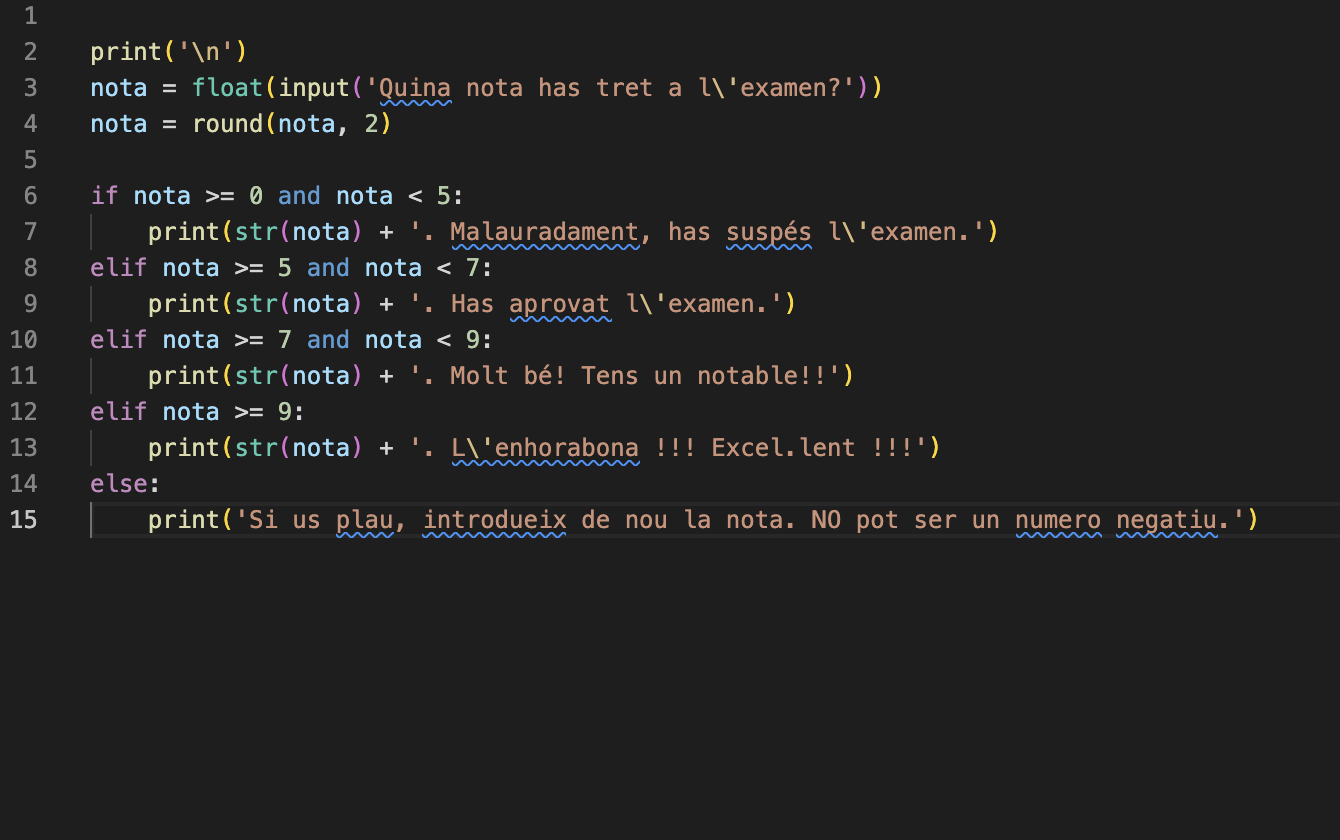 1
2 print('\n')
3 nota = float(input('Quina nota has tret a l\'examen?'))
4 nota = round(nota, 2)
5
6 if nota >= 0 and nota < 5:
7     print(str(nota) + '. Malauradament, has suspés l\'examen.')
8 elif nota >= 5 and nota < 7:
9     print(str(nota) + '. Has aprovat l\'examen.')
10 elif nota >= 7 and nota < 9:
11     print(str(nota) + '. Molt bé! Tens un notable!!')
12 elif nota >= 9:
13     print(str(nota) + '. L\'enhorabona !!! Excel.lent !!!')
14 else:
15     print('Si us plau, introdueix de nou la nota. NO pot ser un numero negatiu.')